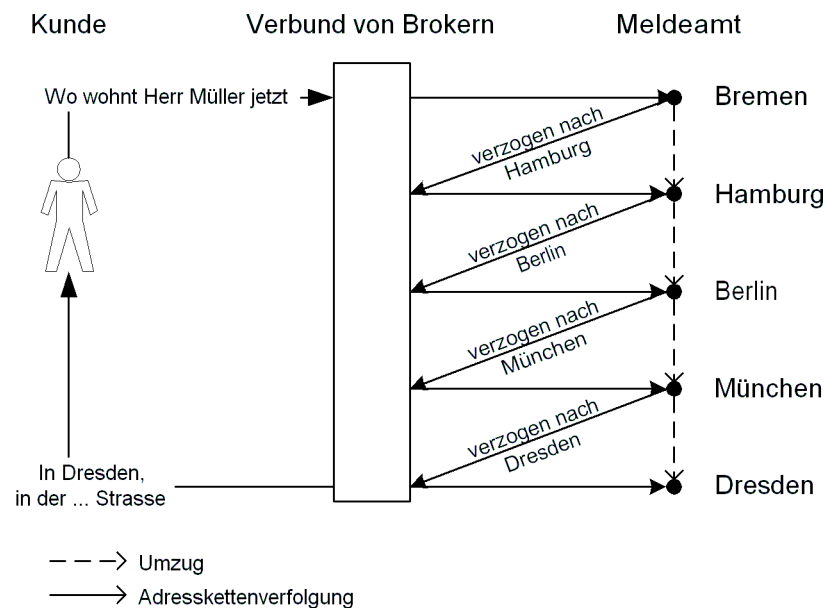 Kunde
Verbund von Brokern
Meldeamt
Wo wohnt Herr Müller jetzt
Bremen
verzogen nach
Hamburg
Hamburg
verzogen nach
Berlin
Berlin
verzogen nach
München
München
verzogen nach
Dresden
Dresden
In Dresden,
in der ... Strasse
Umzug
Adresskettenverfolgung